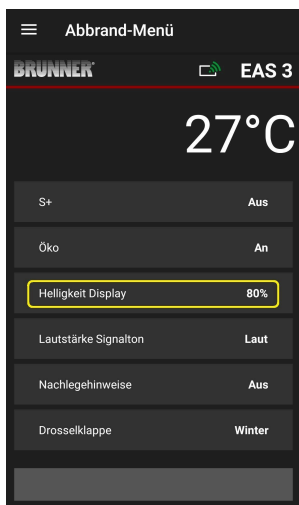 Abbrand-Menü
BRUNNER EAS 3
27°C
S+ Aus
Öko An
Helligkeit Display 80%
Lautstärke Signalton Laut
Nachlegehinweise Aus
Drosselklappe Winter